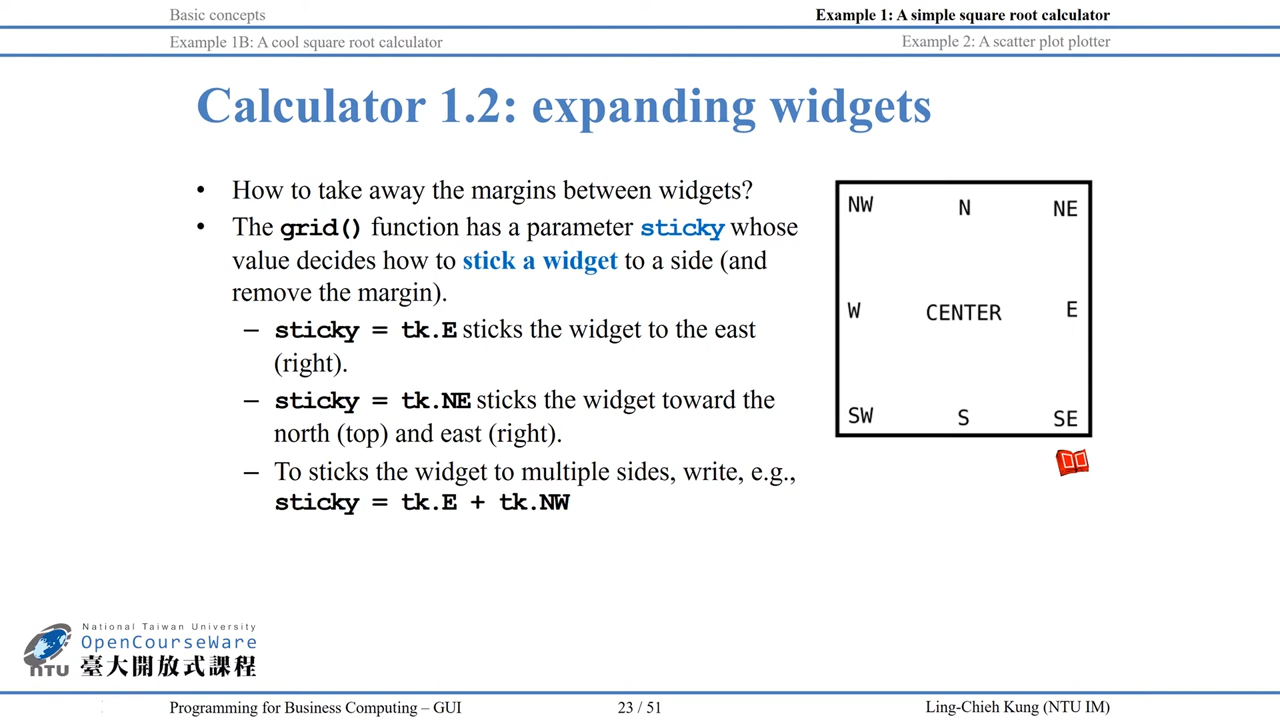 Basic concepts
Example 1: A simple square root calculator
Example 1B: A cool square root calculator
Example 2: A scatter plot plotter
Calculator 1.2: expanding widgets
• How to take away the margins between widgets?
• The grid() function has a parameter sticky whose
value decides how to stick a widget to a side (and
remove the margin).
– sticky = tk.E sticks the widget to the east
(right).
– sticky = tk.NE sticks the widget toward the
north (top) and east (right).
– To sticks the widget to multiple sides, write, e.g.,
sticky = tk.E + tk.NW
NW N NE
W CENTER E
SW S SE
National Taiwan University
OpenCourseWare
NTU 臺大開放式課程
Programming for Business Computing – GUI
23 / 51
Ling-Chieh Kung (NTU IM)